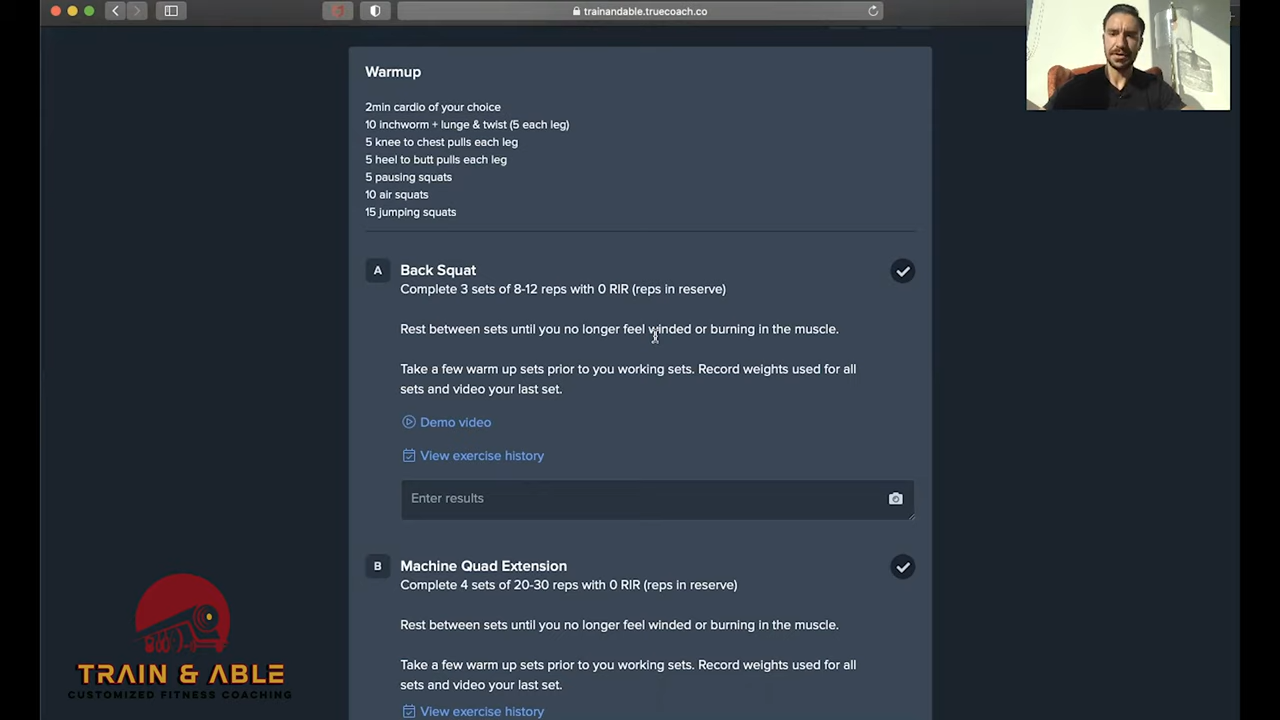 trainandable.truecoach.co
Warmup
2min cardio of your choice
10 inchworm + lunge & twist (5 each leg)
5 knee to chest pulls each leg
5 heel to butt pulls each leg
5 pausing squats
10 air squats
15 jumping squats
A
Back Squat
Complete 3 sets of 8-12 reps with 0 RIR (reps in reserve)
Rest between sets until you no longer feel winded or burning in the muscle.
Take a few warm up sets prior to you working sets. Record weights used for all
sets and video your last set.
Demo video
View exercise history
Enter results
B
Machine Quad Extension
Complete 4 sets of 20-30 reps with 0 RIR (reps in reserve)
Rest between sets until you no longer feel winded or burning in the muscle.
Take a few warm up sets prior to you working sets. Record weights used for all
sets and video your last set.
View exercise history
TRAIN & ABLE
CUSTOMIZED FITNESS COACHING